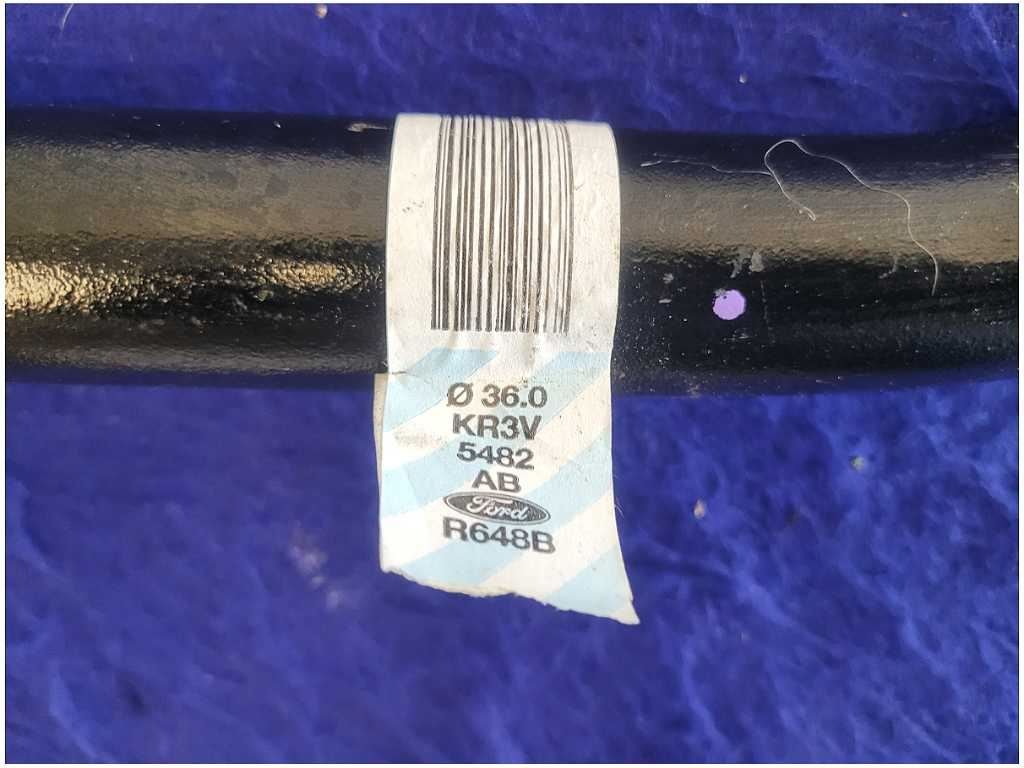 Ø 36.0
KR3V
5482
AB
Ford
R648B